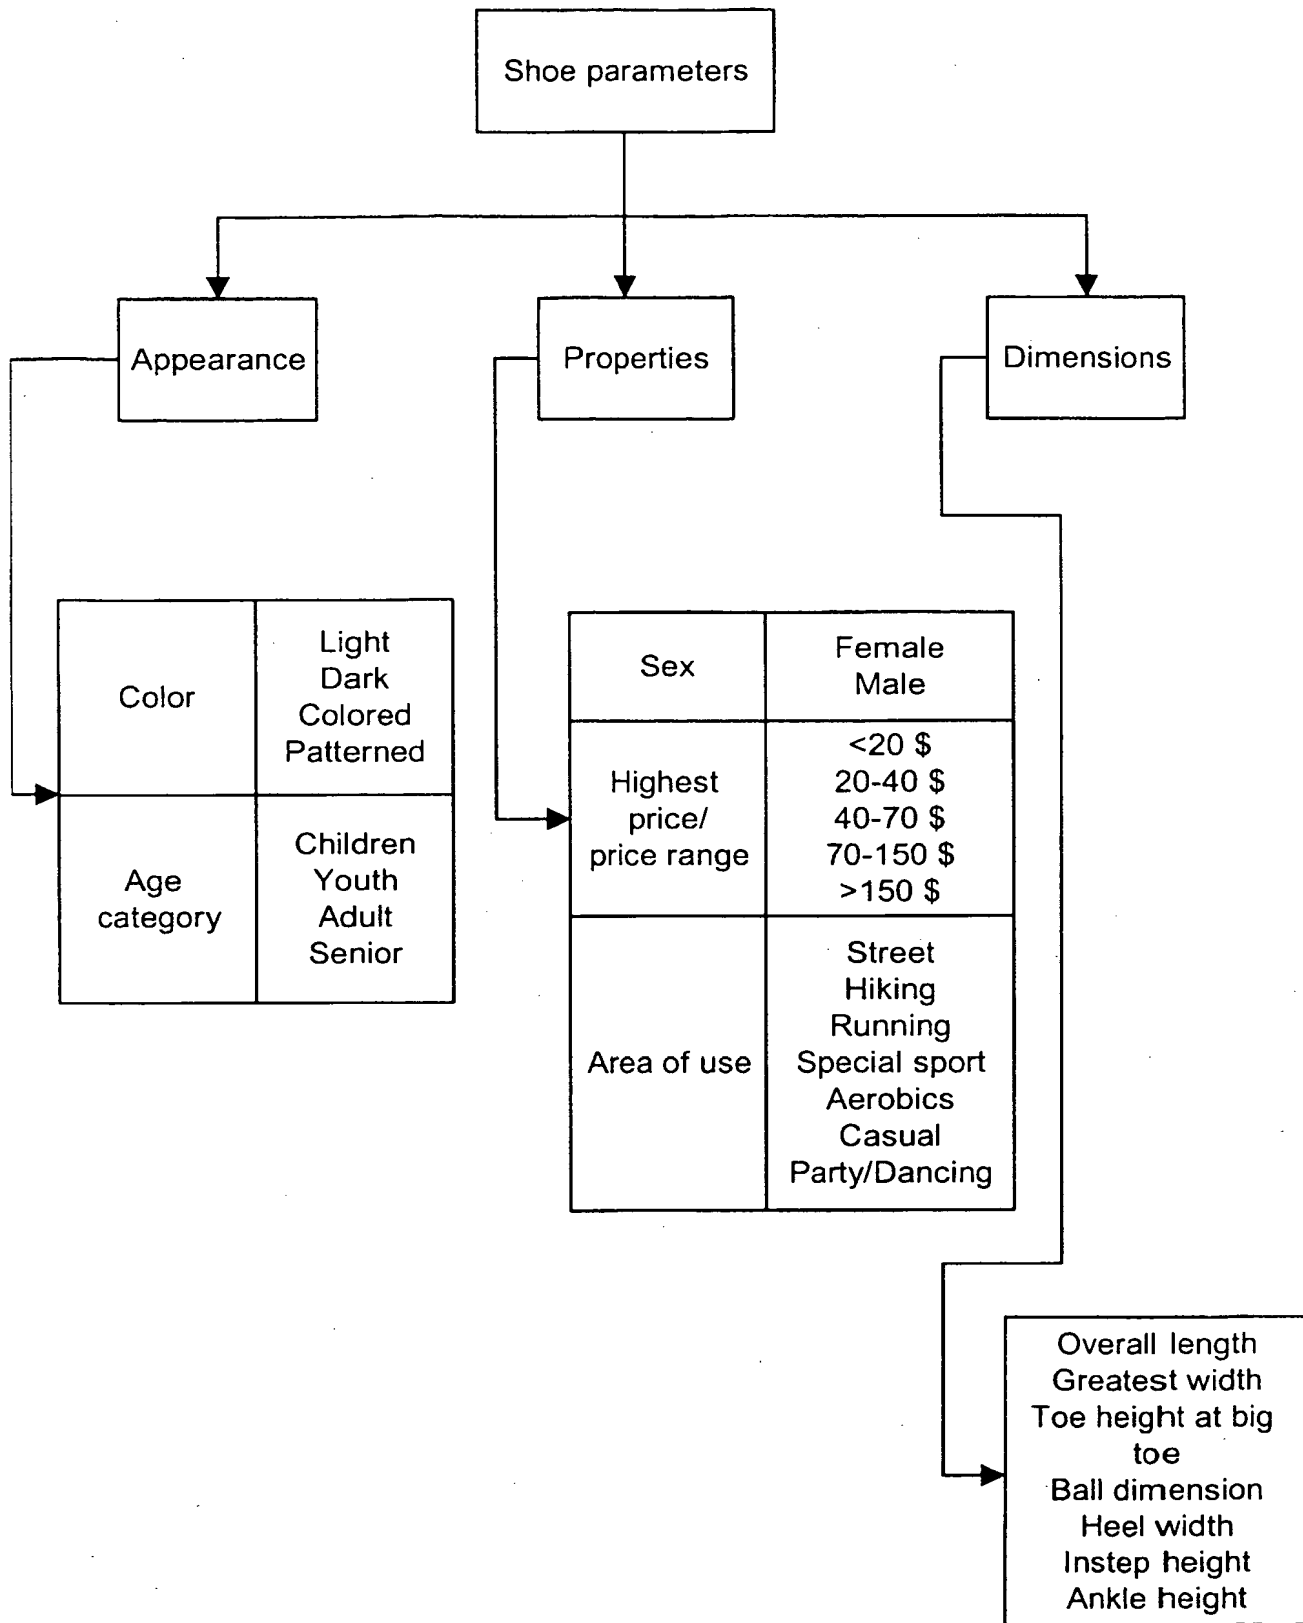 Shoe parameters
Appearance
Properties
Dimensions
Color
Light
Dark
Colored
Patterned
Age
category
Children
Youth
Adult
Senior
Sex
Female
Male
Highest
price/
price range
<20 $
20-40 $
40-70 $
70-150 $
>150 $
Area of use
Street
Hiking
Running
Special sport
Aerobics
Casual
Party/Dancing
Overall length
Greatest width
Toe height at big
toe
Ball dimension
Heel width
Instep height
Ankle height